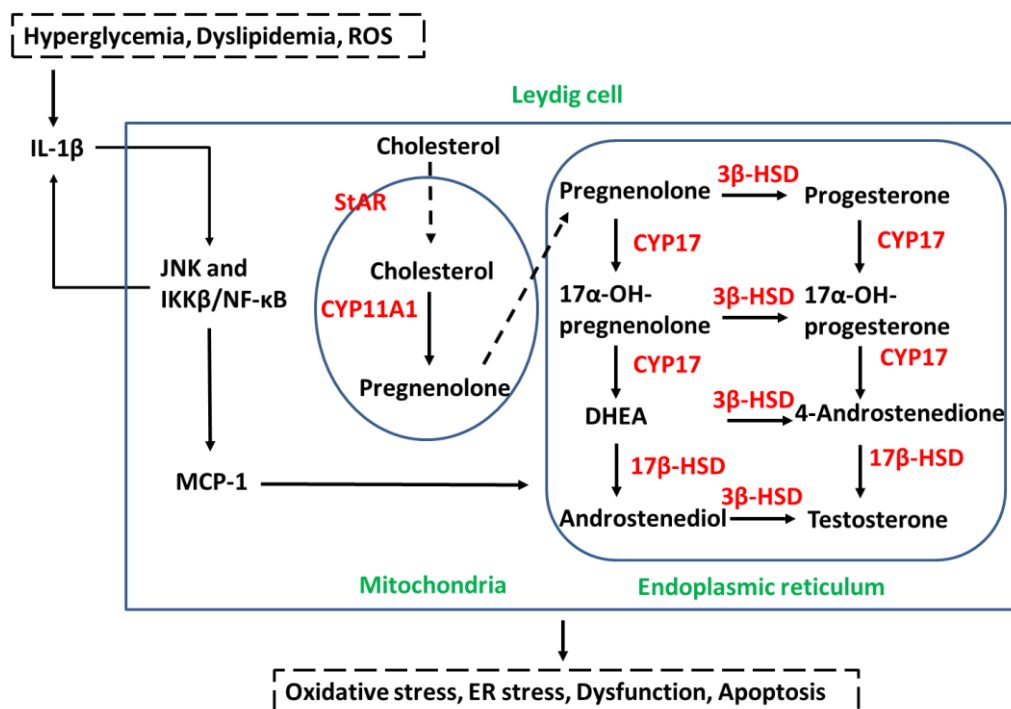 Hyperglycemia, Dyslipidemia, ROS
Leydig cell
IL-1β
Cholesterol
StAR
Cholesterol
CYP11A1
Pregnenolone
JNK and
IKKβ/NF-κB
MCP-1
Pregnenolone
3β-HSD
Progesterone
CYP17
CYP17
17α-OH-
pregnenolone
3β-HSD
17α-OH-
progesterone
CYP17
CYP17
DHEA
3β-HSD
4-Androstenedione
17β-HSD
17β-HSD
Androstenediol
3β-HSD
Testosterone
Mitochondria
Endoplasmic reticulum
Oxidative stress, ER stress, Dysfunction, Apoptosis